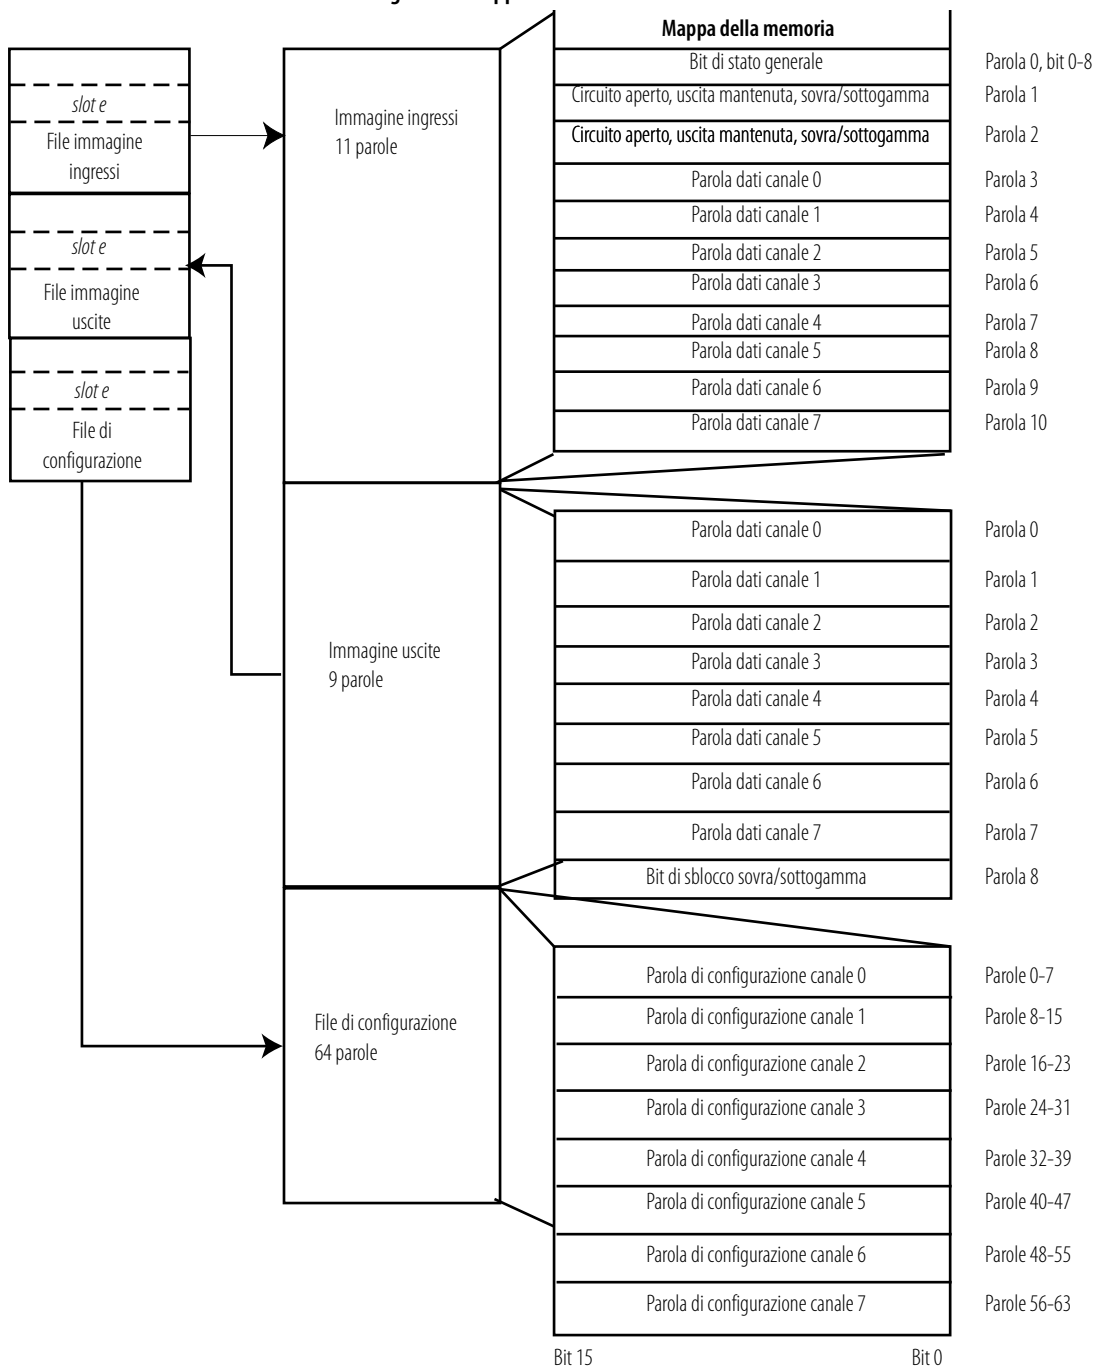 Mappa della memoria
slot e
File immagine
ingressi
slot e
File immagine
uscite
slot e
File di
configurazione
Immagine ingressi
11 parole
Bit di stato generale Parola 0, bit 0-8
Circuito aperto, uscita mantenuta, sovra/sottogamma Parola 1
Circuito aperto, uscita mantenuta, sovra/sottogamma Parola 2
Parola dati canale 0 Parola 3
Parola dati canale 1 Parola 4
Parola dati canale 2 Parola 5
Parola dati canale 3 Parola 6
Parola dati canale 4 Parola 7
Parola dati canale 5 Parola 8
Parola dati canale 6 Parola 9
Parola dati canale 7 Parola 10
Immagine uscite
9 parole
Parola dati canale 0 Parola 0
Parola dati canale 1 Parola 1
Parola dati canale 2 Parola 2
Parola dati canale 3 Parola 3
Parola dati canale 4 Parola 4
Parola dati canale 5 Parola 5
Parola dati canale 6 Parola 6
Parola dati canale 7 Parola 7
Bit di sblocco sovra/sottogamma Parola 8
File di configurazione
64 parole
Parola di configurazione canale 0 Parole 0-7
Parola di configurazione canale 1 Parole 8-15
Parola di configurazione canale 2 Parole 16-23
Parola di configurazione canale 3 Parole 24-31
Parola di configurazione canale 4 Parole 32-39
Parola di configurazione canale 5 Parole 40-47
Parola di configurazione canale 6 Parole 48-55
Parola di configurazione canale 7 Parole 56-63
Bit 15 Bit 0